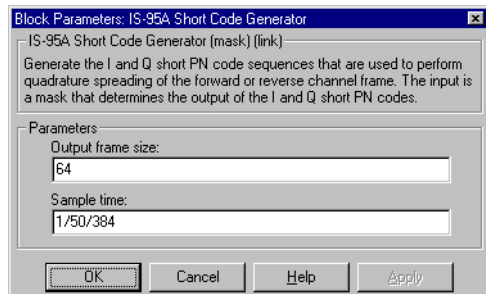 Block Parameters: IS-95A Short Code Generator
IS-95A Short Code Generator (mask) (link)
Generate the I and Q short PN code sequences that are used to perform
quadrature spreading of the forward or reverse channel frame. The input is
a mask that determines the output of the I and Q short PN codes.
Parameters
Output frame size:
64
Sample time:
1/50/384
OK Cancel Help Apply